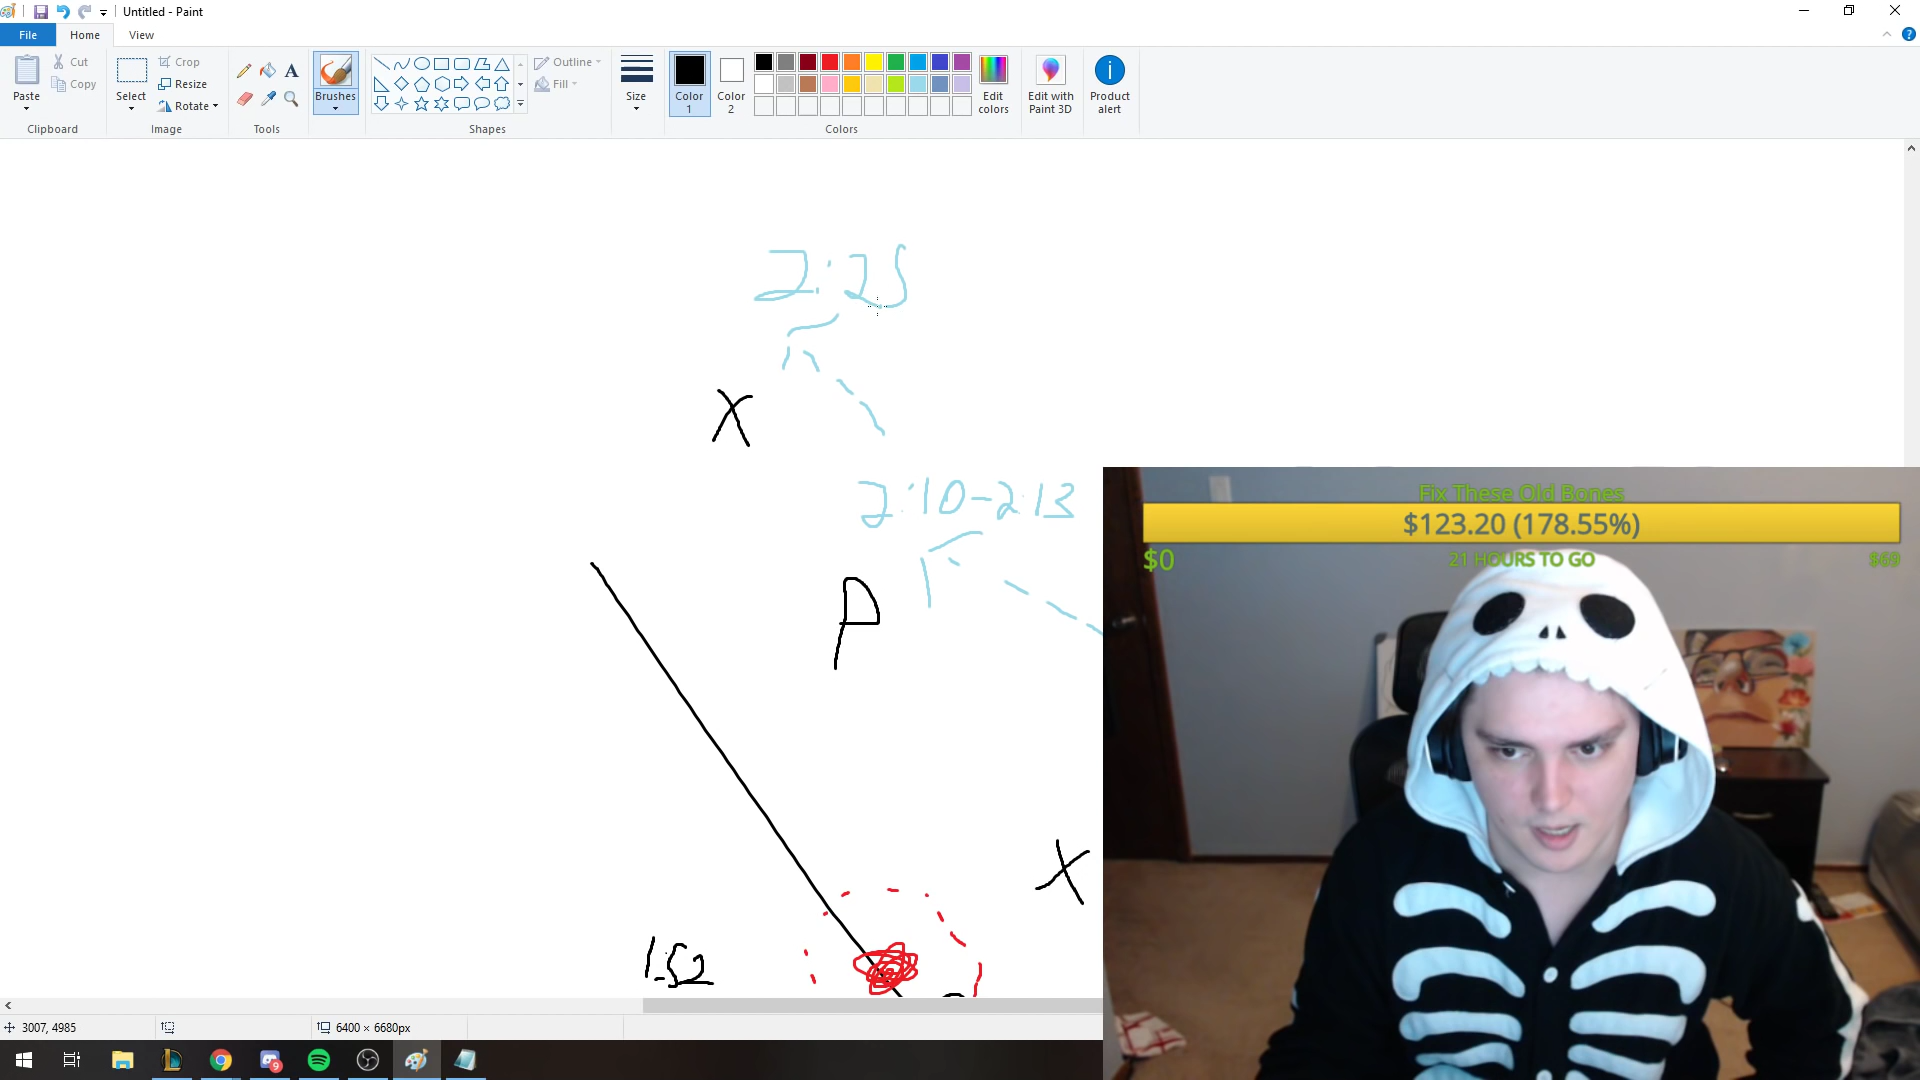 Untitled - Paint
File Home View
Paste
Cut
Copy
Clipboard
Select
Crop
Resize
Rotate
Image
Tools
Brushes
Outline
Fill
Shapes
Size
Color 1
Color 2
Colors
Edit colors
Edit with Paint 3D
Product alert
2:25
X
2:10-2:13
P
X
1:52
Fix These Old Bones
$123.20 (178.55%)
$0 21 HOURS TO GO $69
3007, 4985
6400 × 6680px
9